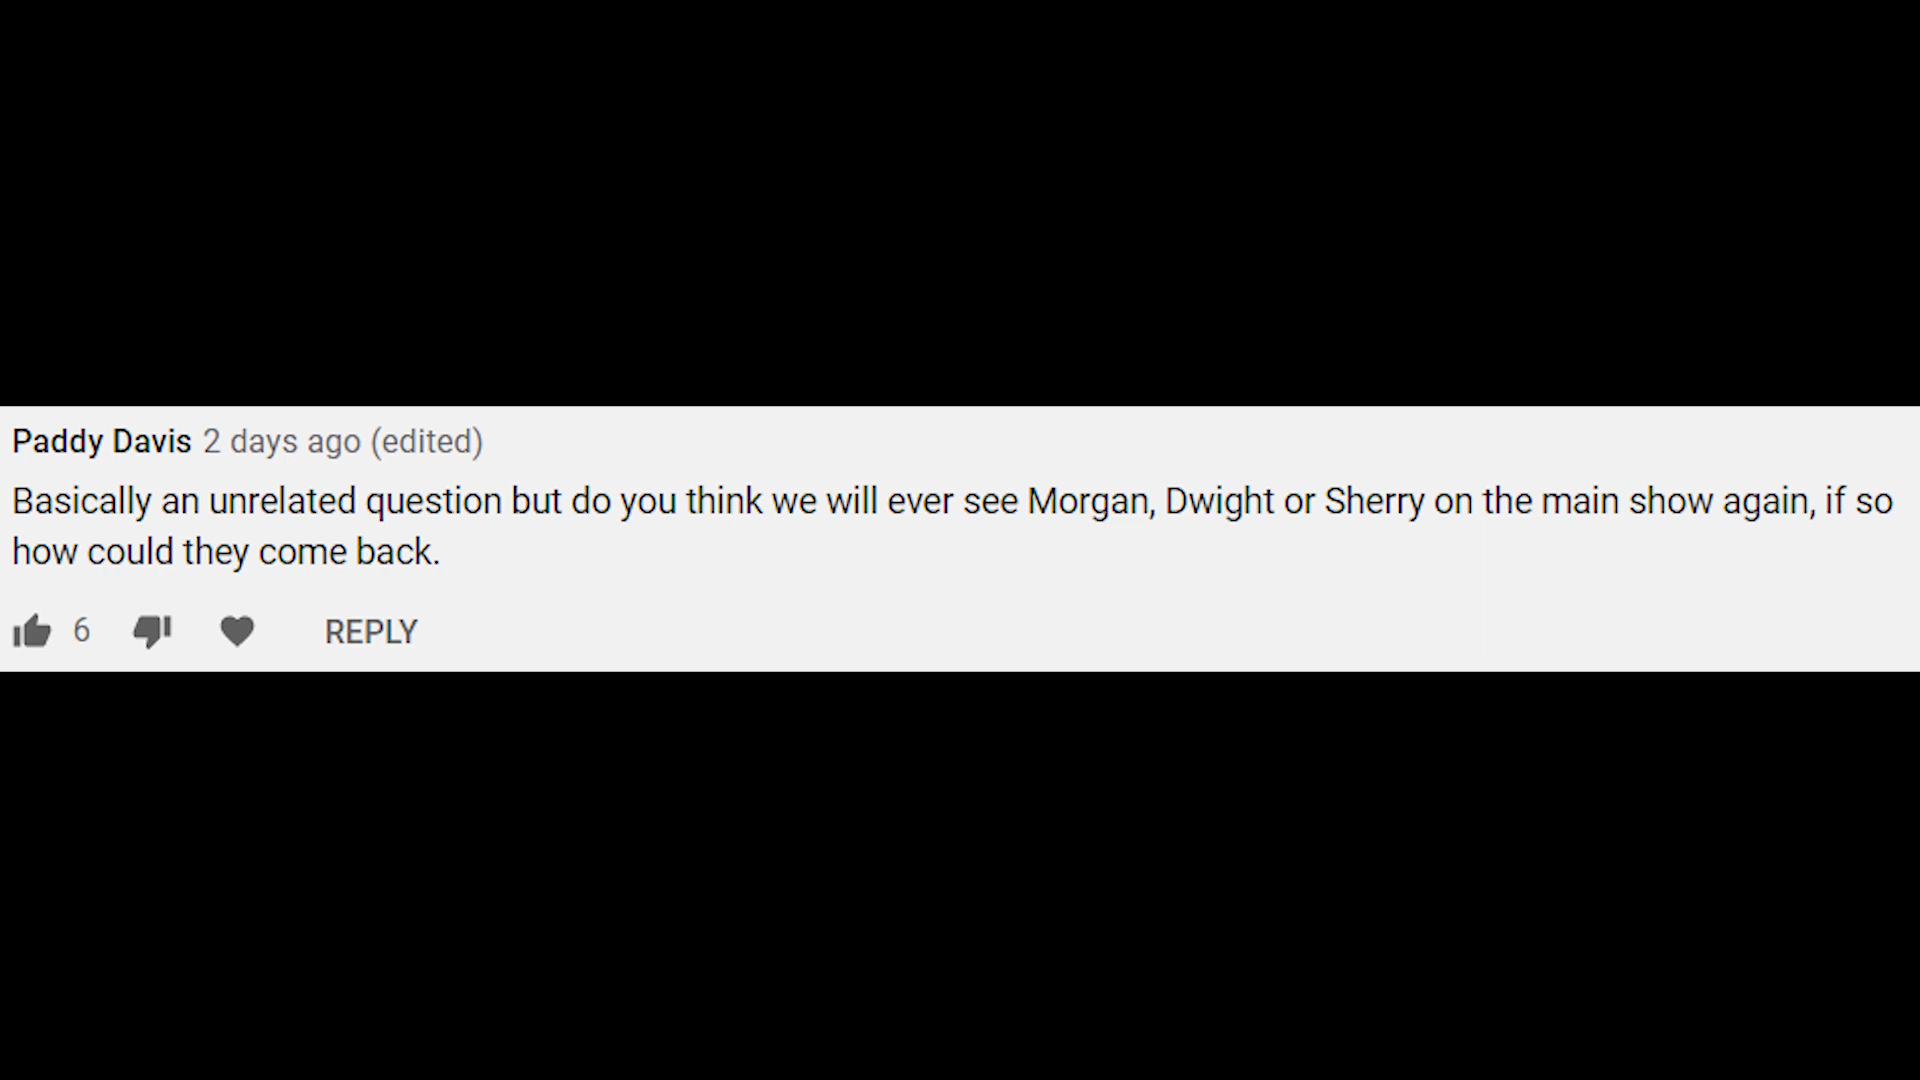 Paddy Davis 2 days ago (edited)
Basically an unrelated question but do you think we will ever see Morgan, Dwight or Sherry on the main show again, if so
how could they come back.
6 REPLY